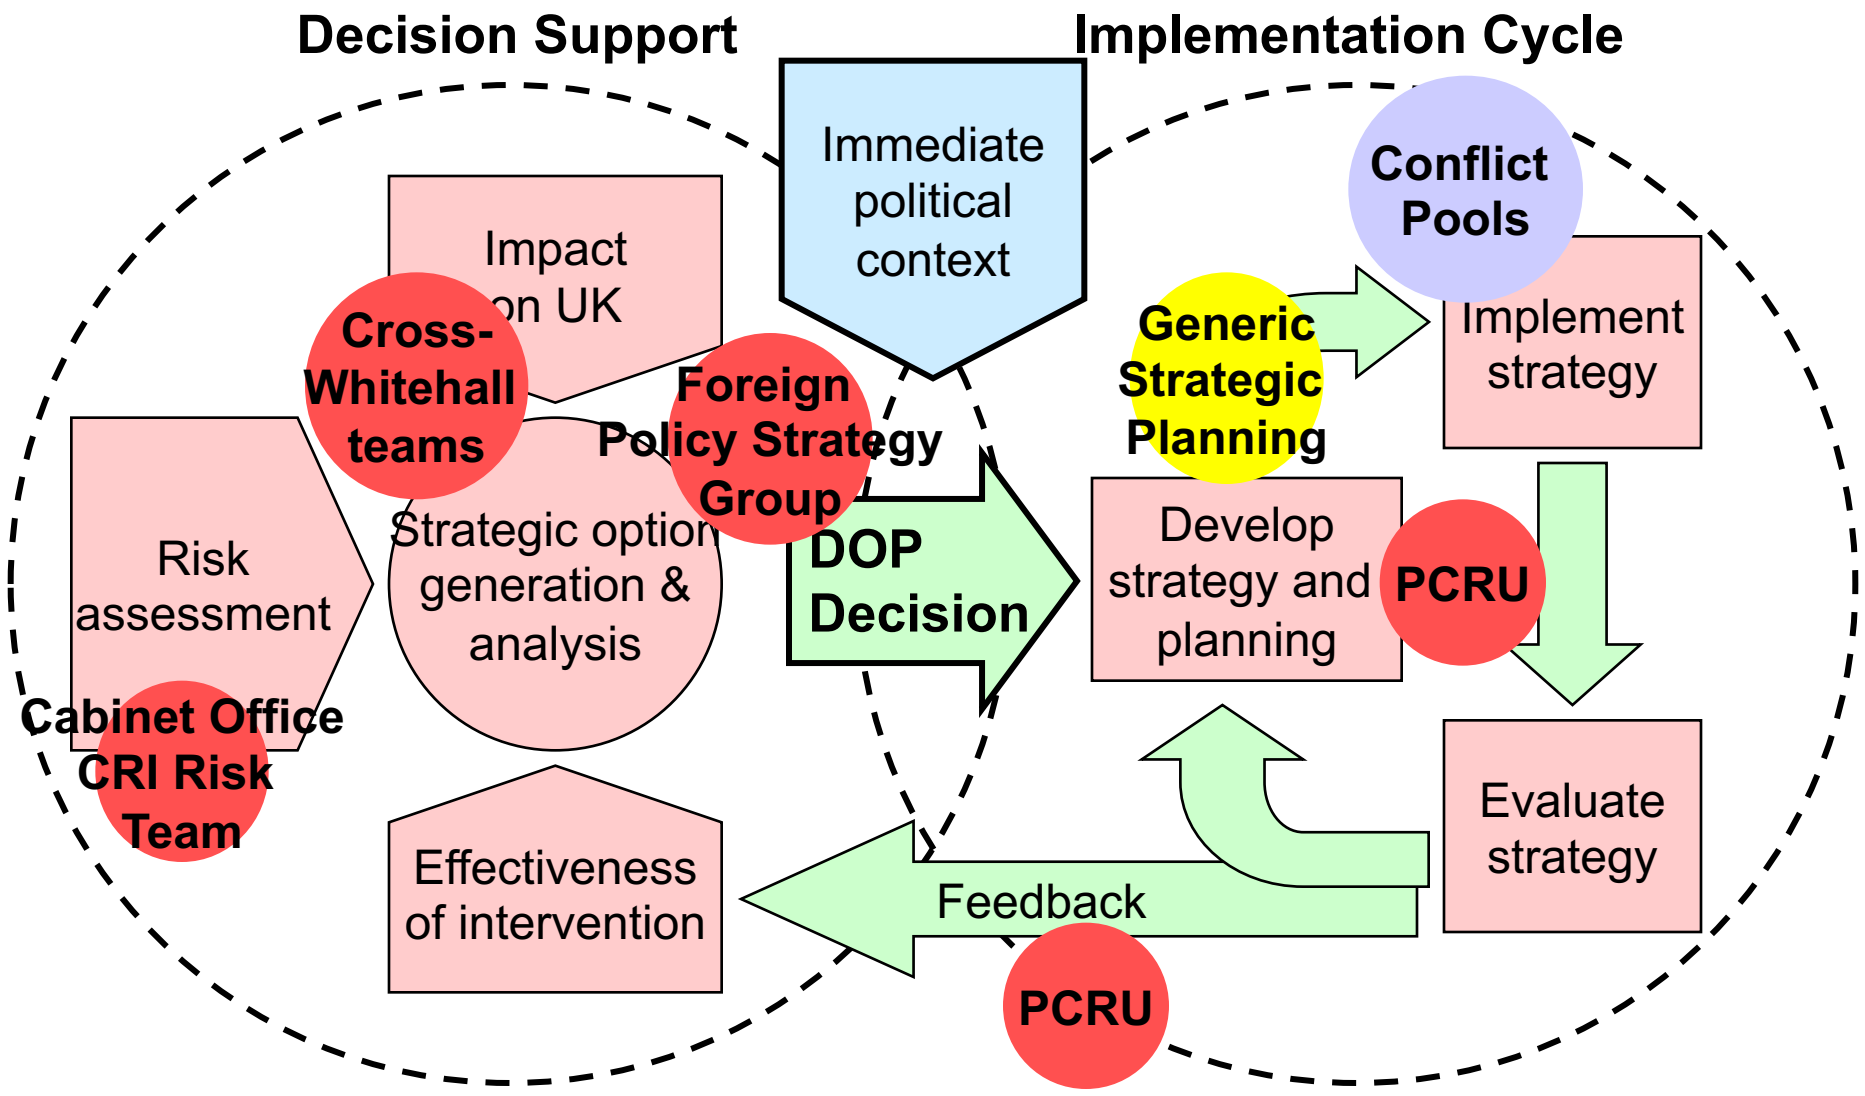 Decision Support
Implementation Cycle
Immediate
political
context
Conflict
Pools
Impact
on UK
Cross-
Whitehall
teams
Foreign
Policy Strategy
Group
Generic
Strategic
Planning
Implement
strategy
Risk
assessment
Strategic option
generation &
analysis
DOP
Decision
Develop
strategy and
planning
PCRU
Cabinet Office
CRI Risk
Team
Effectiveness
of intervention
Feedback
Evaluate
strategy
PCRU